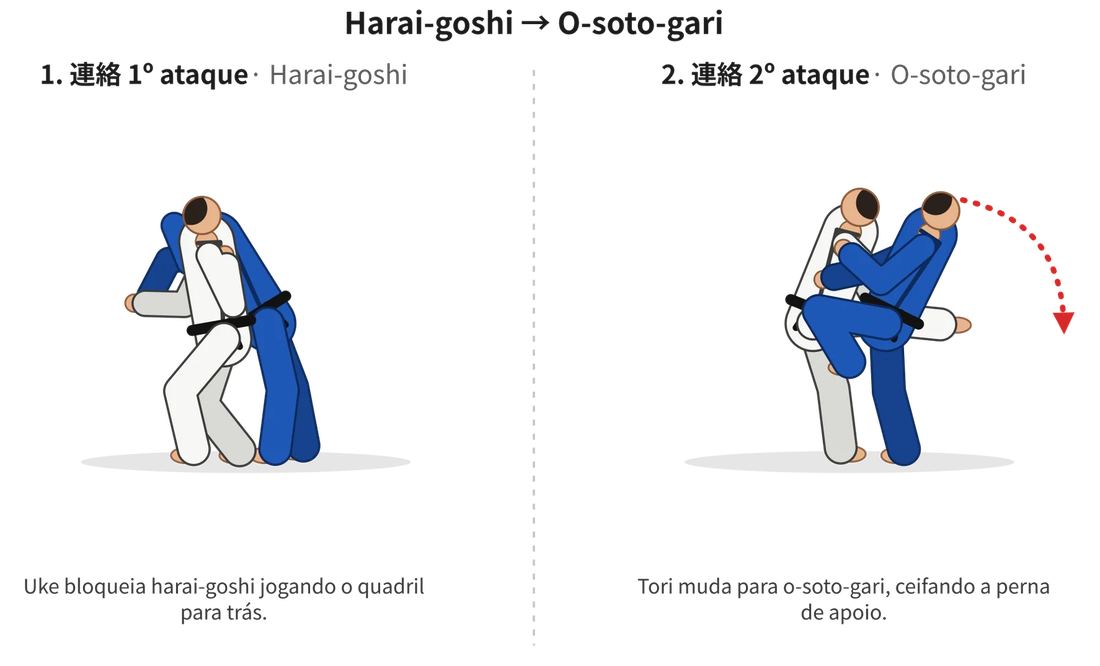 Harai-goshi → O-soto-gari
1. 連絡 1º ataque · Harai-goshi
2. 連絡 2º ataque · O-soto-gari
Uke bloqueia harai-goshi jogando o quadril
para trás.
Tori muda para o-soto-gari, ceifando a perna
de apoio.